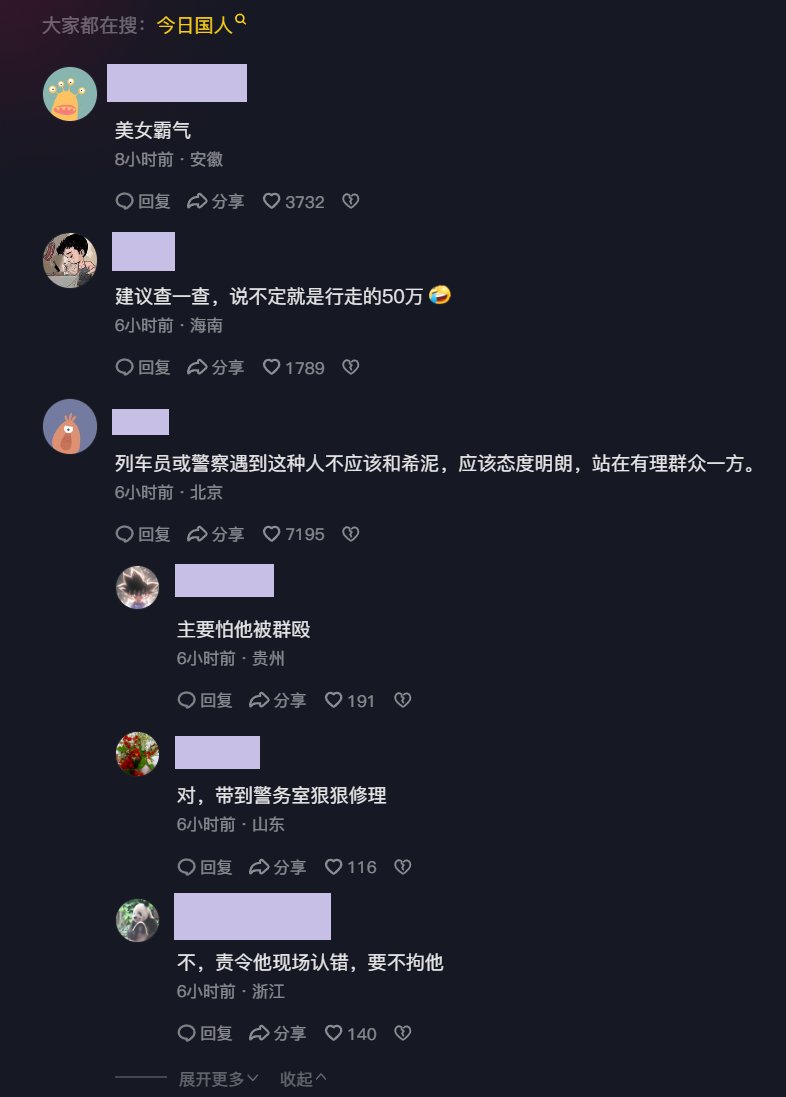 大家都在搜：今日国人
美女霸气
8小时前 · 安徽
回复 分享 3732
建议查一查，说不定就是行走的50万
6小时前 · 海南
回复 分享 1789
列车员或警察遇到这种人不应该和希泥，应该态度明朗，站在有理群众一方。
6小时前 · 北京
回复 分享 7195
主要怕他被群殴
6小时前 · 贵州
回复 分享 191
对，带到警务室狠狠修理
6小时前 · 山东
回复 分享 116
不，责令他现场认错，要不拘他
6小时前 · 浙江
回复 分享 140
展开更多 收起